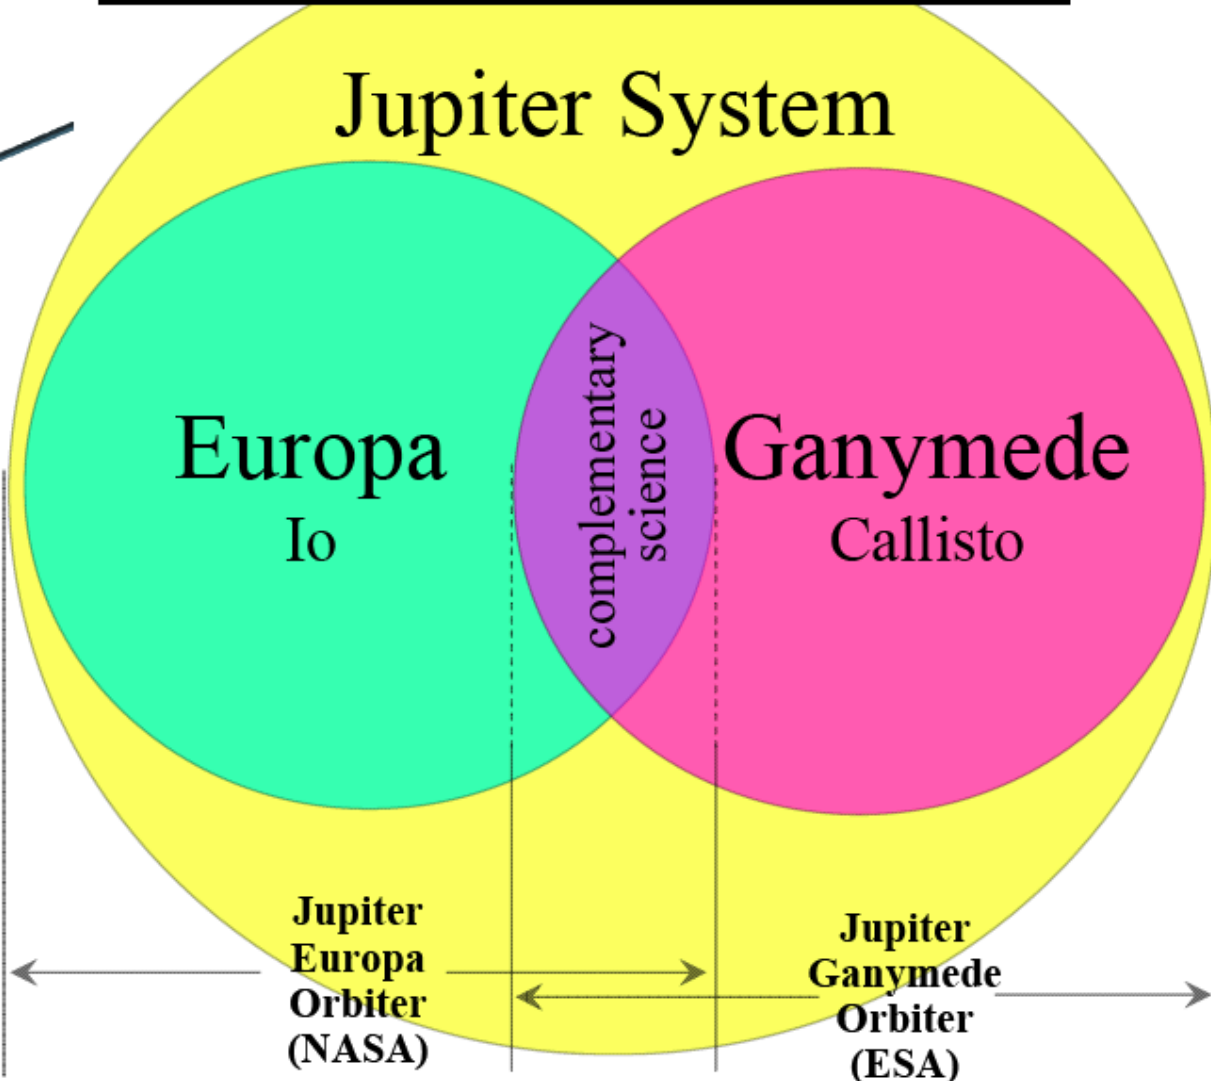 Jupiter System
Europa
Io
complementary
science
Ganymede
Callisto
Jupiter
Europa
Orbiter
(NASA)
Jupiter
Ganymede
Orbiter
(ESA)